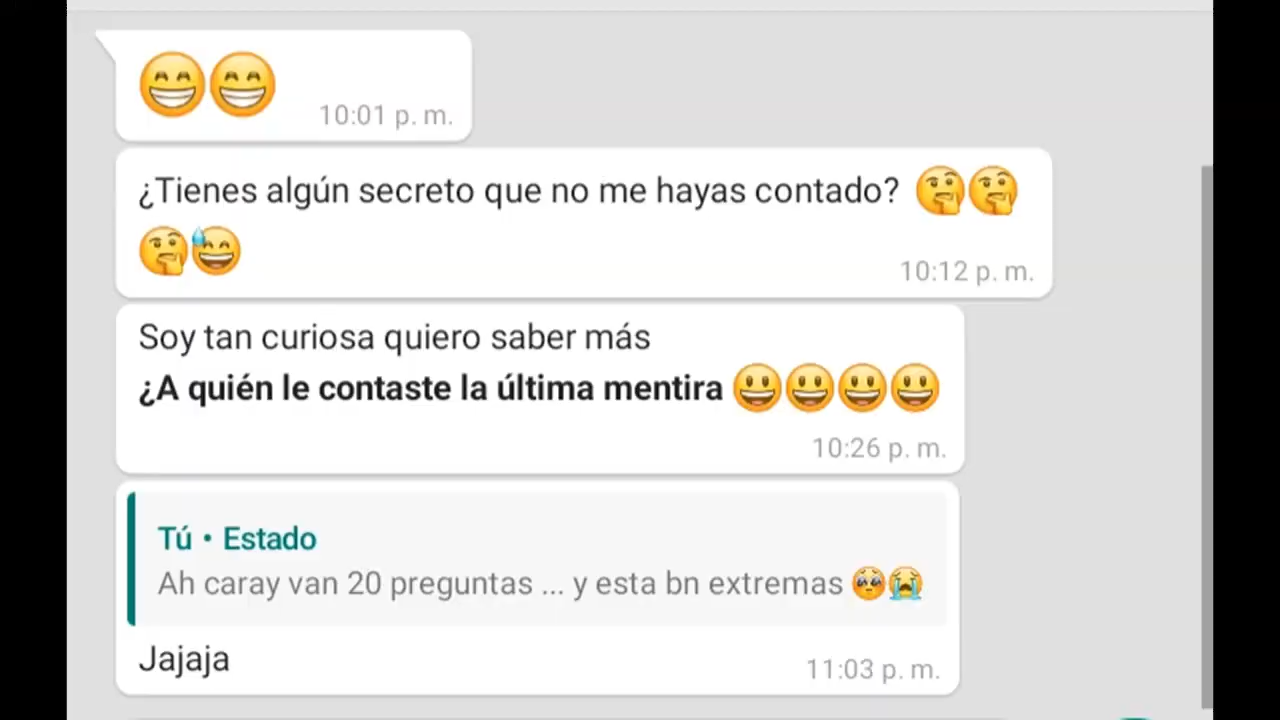 😁😁
10:01 p. m.
¿Tienes algún secreto que no me hayas contado? 🤔🤔
🤔😅
10:12 p. m.
Soy tan curiosa quiero saber más
¿A quién le contaste la última mentira 😃😃😃😃
10:26 p. m.
Tú • Estado
Ah caray van 20 preguntas ... y esta bn extremas 🥺😭
Jajaja
11:03 p. m.